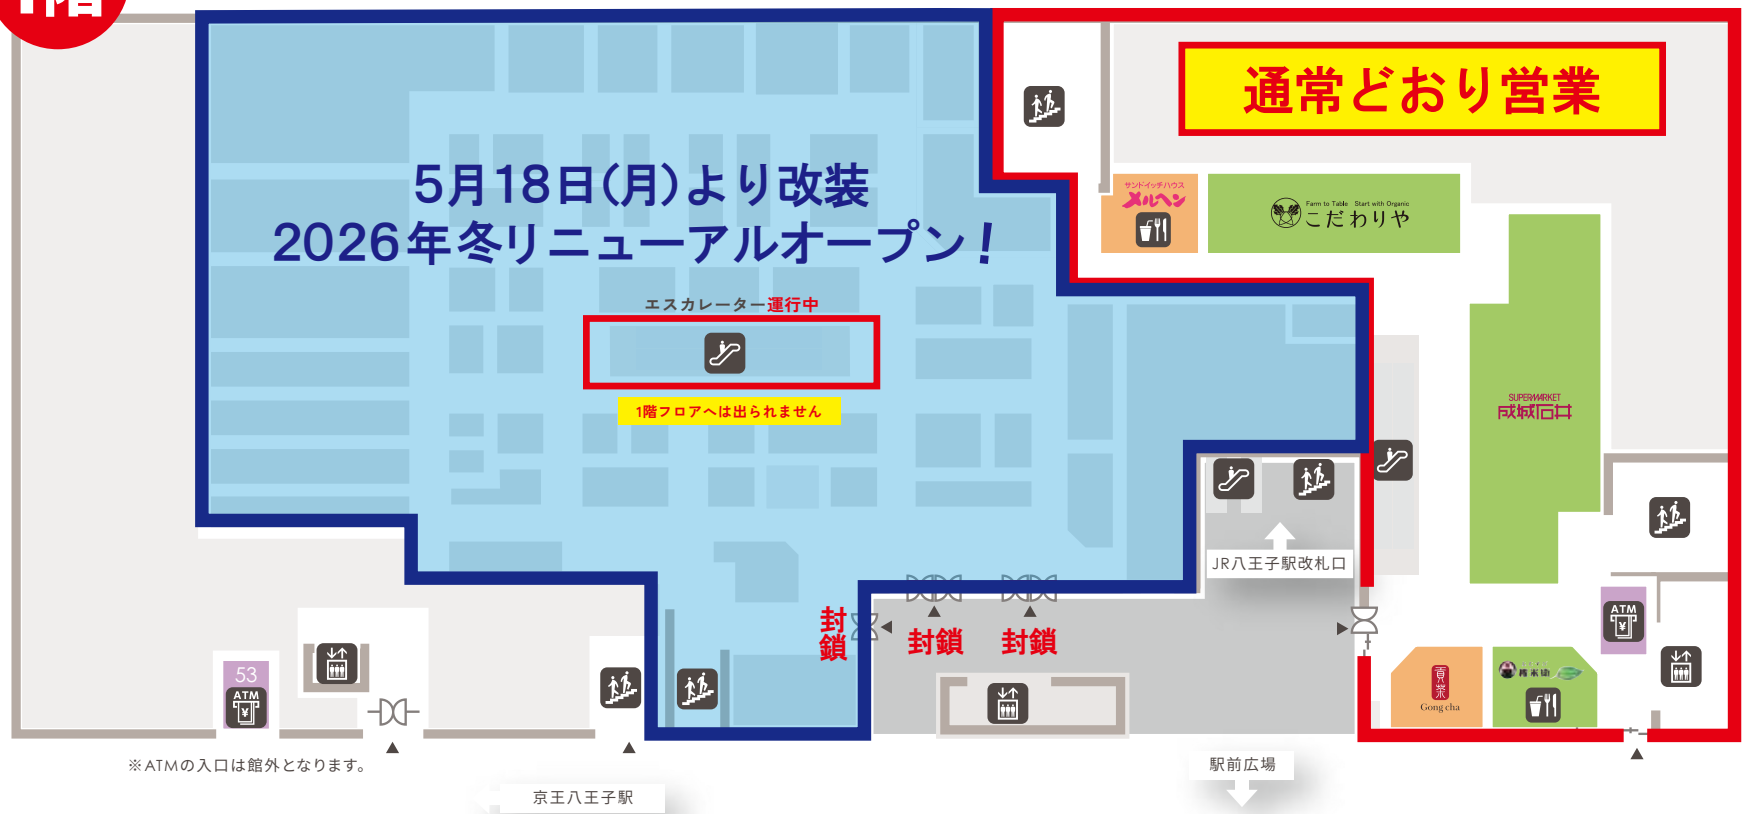 1階
通常どおり営業
5月18日(月)より改装
2026年冬リニューアルオープン！
サンドイッチハウス
メルヘン
Farm to Table Start with Organic
こだわりや
エスカレーター運行中
1階フロアへは出られません
SUPERMARKET
成城石井
JR八王子駅改札口
封鎖
封鎖
封鎖
ATM
¥
53
ATM
¥
貢茶
Gong cha
※ATMの入口は館外となります。
駅前広場
京王八王子駅